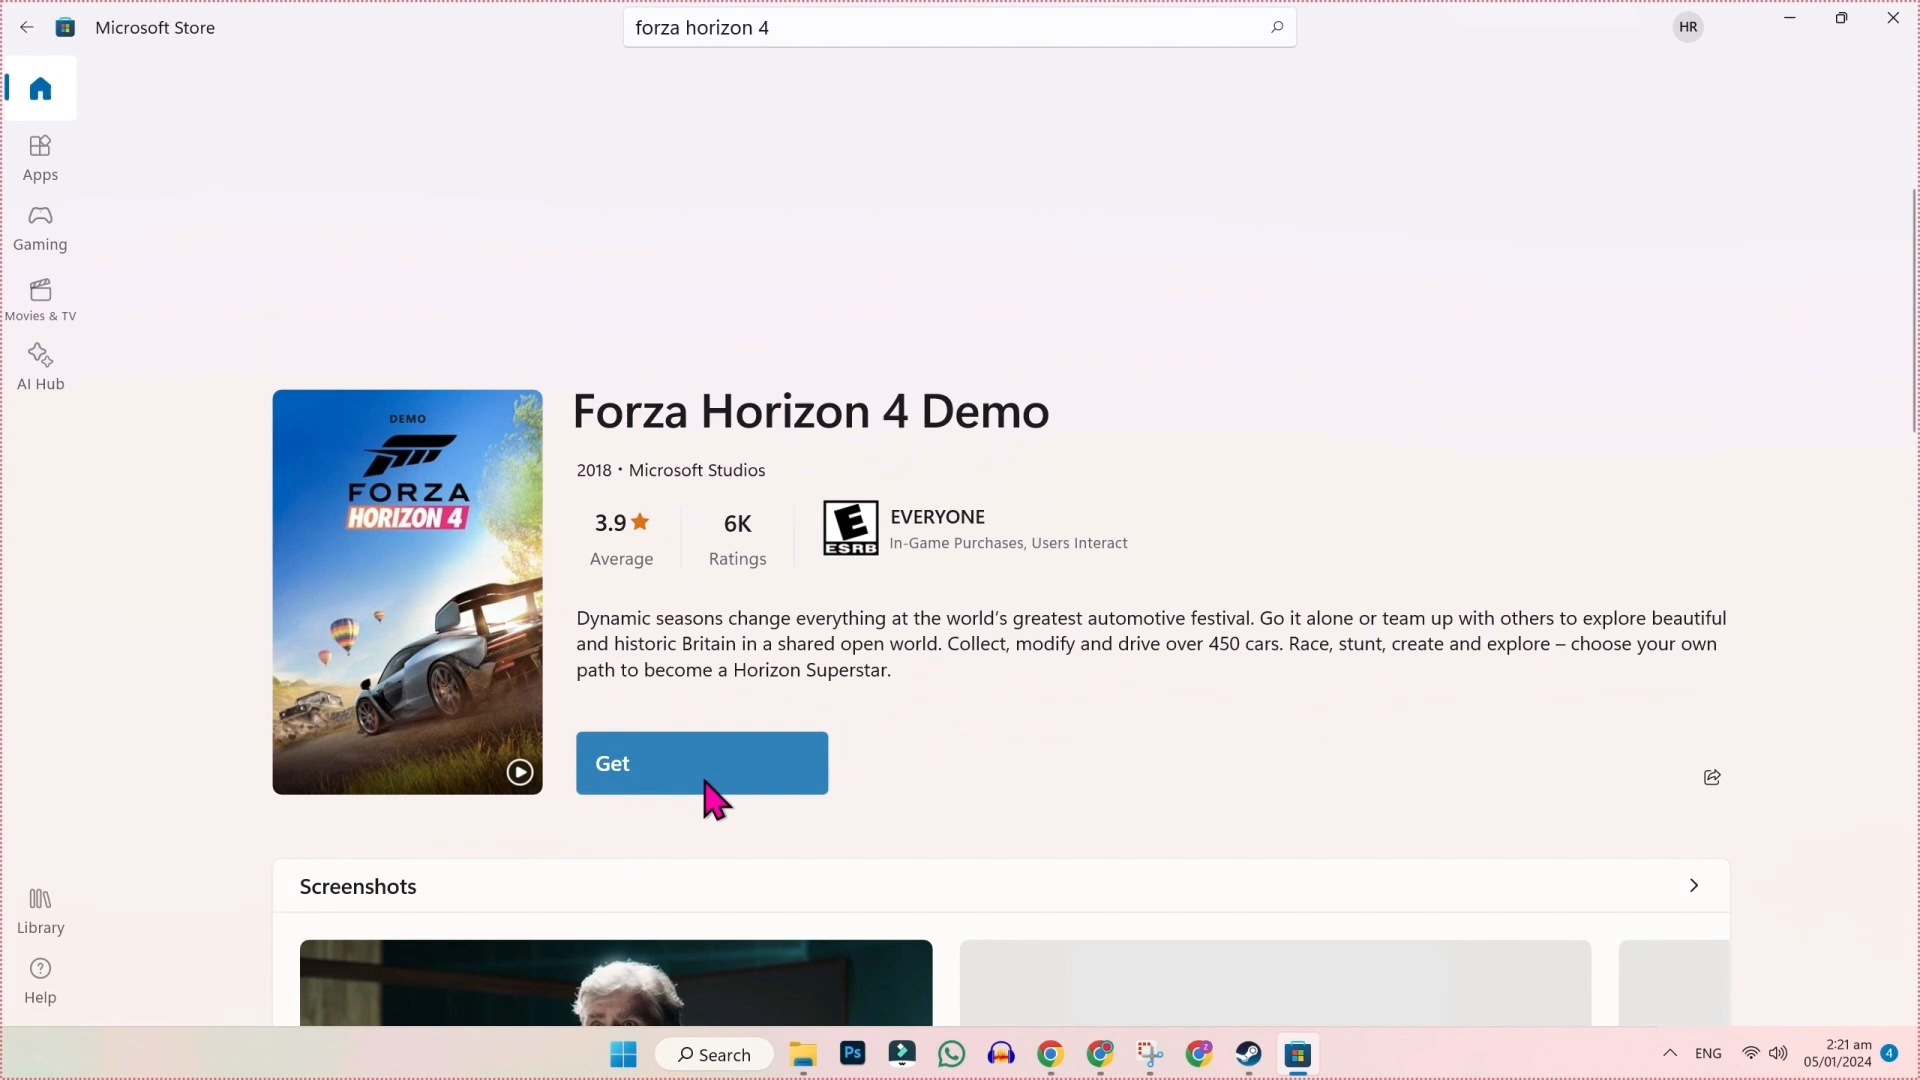 Microsoft Store
forza horizon 4
HR
Apps
Gaming
Movies & TV
AI Hub
DEMO
FORZA
HORIZON 4
Forza Horizon 4 Demo
2018 • Microsoft Studios
3.9
Average
6K
Ratings
E
ESRB
EVERYONE
In-Game Purchases, Users Interact
Dynamic seasons change everything at the world’s greatest automotive festival. Go it alone or team up with others to explore beautiful
and historic Britain in a shared open world. Collect, modify and drive over 450 cars. Race, stunt, create and explore – choose your own
path to become a Horizon Superstar.
Get
Screenshots
Library
Help
Search
Ps
Z
ENG
2:21 am
05/01/2024
4